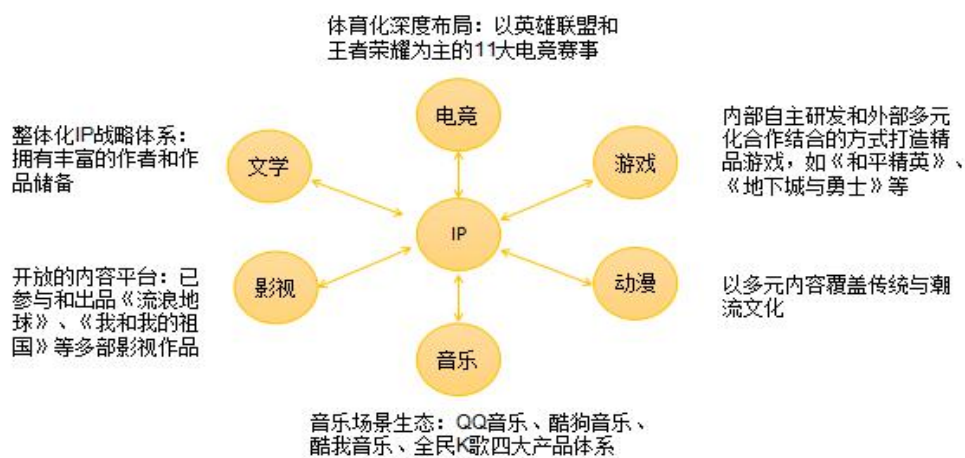 体育化深度布局：以英雄联盟和
王者荣耀为主的11大电竞赛事
电竞
整体化IP战略体系：
拥有丰富的作者和作
品储备
文学
游戏
内部自主研发和外部多元
化合作结合的方式打造精
品游戏，如《和平精英》、
《地下城与勇士》等
IP
开放的内容平台：已
参与和出品《流浪地
球》、《我和我的祖
国》等多部影视作品
影视
动漫
以多元内容覆盖传统与潮
流文化
音乐
音乐场景生态：QQ音乐、酷狗音乐、
酷我音乐、全民K歌四大产品体系